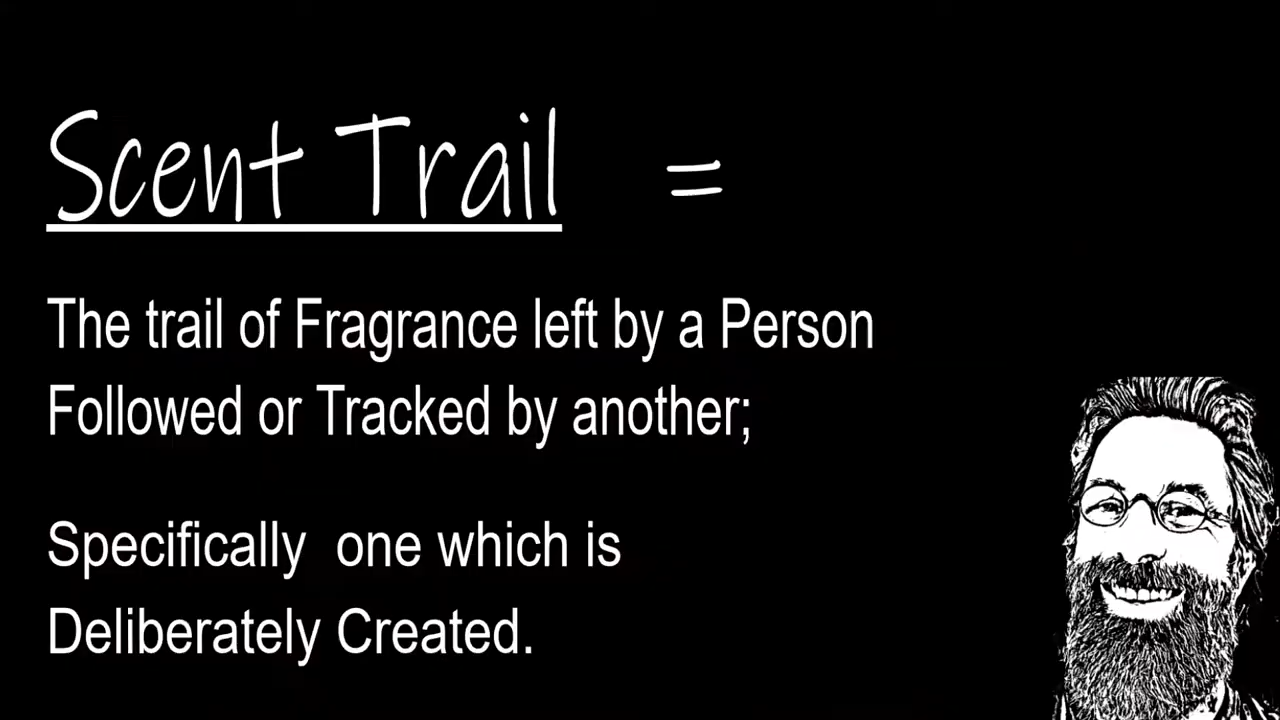 Scent Trail =
The trail of Fragrance left by a Person
Followed or Tracked by another;
Specifically one which is
Deliberately Created.